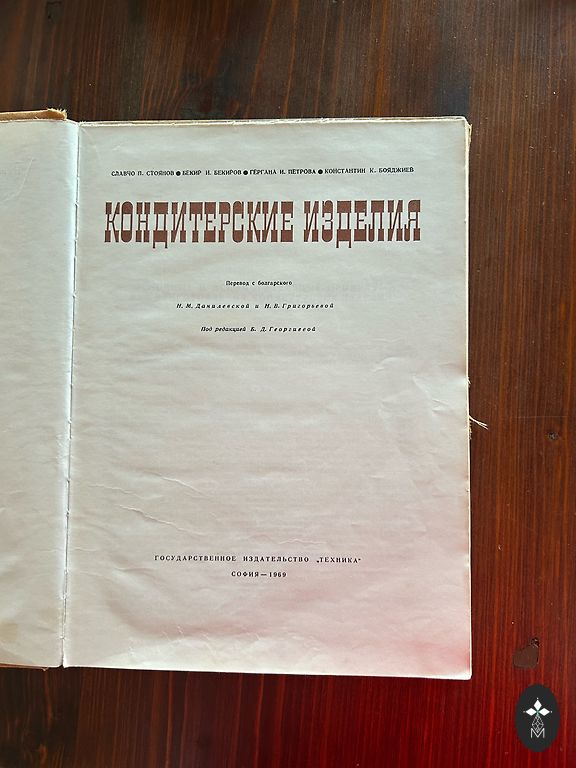 СЛАВЧО П. СТОЯНОВ ● БЕКИР И. БЕКИРОВ ● ГЕРГАНА И. ПЕТРОВА ● КОНСТАНТИН К. БОЯДЖИЕВ
КОНДИТЕРСКИЕ ИЗДЕЛИЯ
Перевод с болгарского
Н. М. Данилевской и Н. В. Григорьевой
Под редакцией Б. Д. Георгиевой
ГОСУДАРСТВЕННОЕ ИЗДАТЕЛЬСТВО „ТЕХНИКА"
СОФИЯ — 1969
M